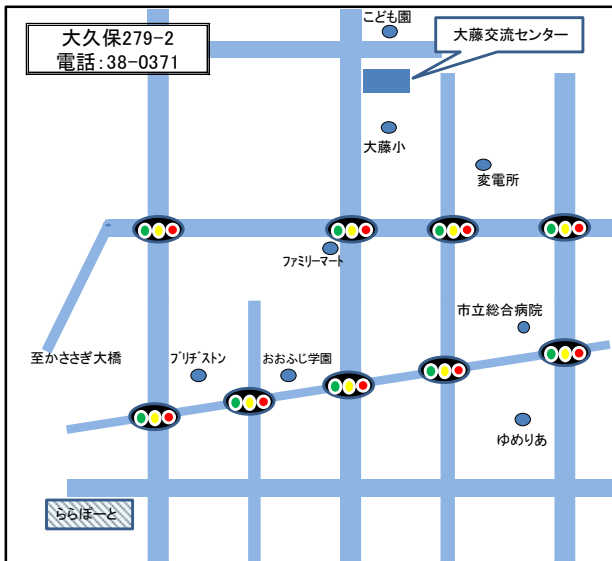 大久保279-2
電話：38-0371
こども園
大藤交流センター
大藤小
変電所
ファミリーマート
市立総合病院
至かささぎ大橋
ﾌﾞﾘﾁﾞｽﾄﾝ
おおふじ学園
ゆめりあ
ららぽーと